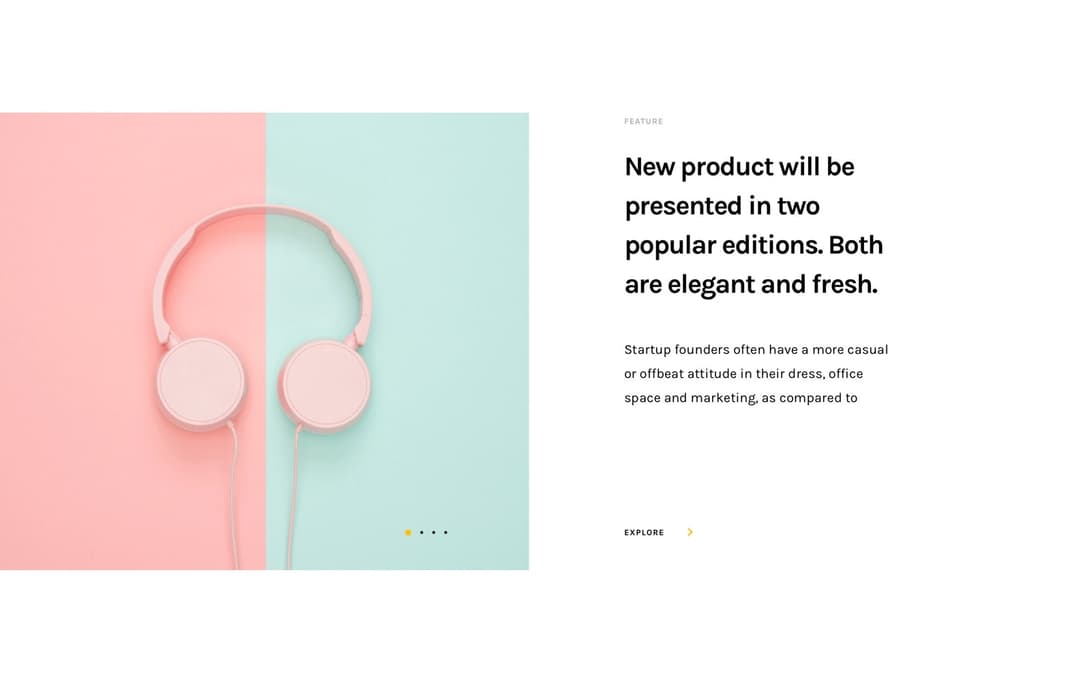 FEATURE
New product will be
presented in two
popular editions. Both
are elegant and fresh.
Startup founders often have a more casual
or offbeat attitude in their dress, office
space and marketing, as compared to
EXPLORE